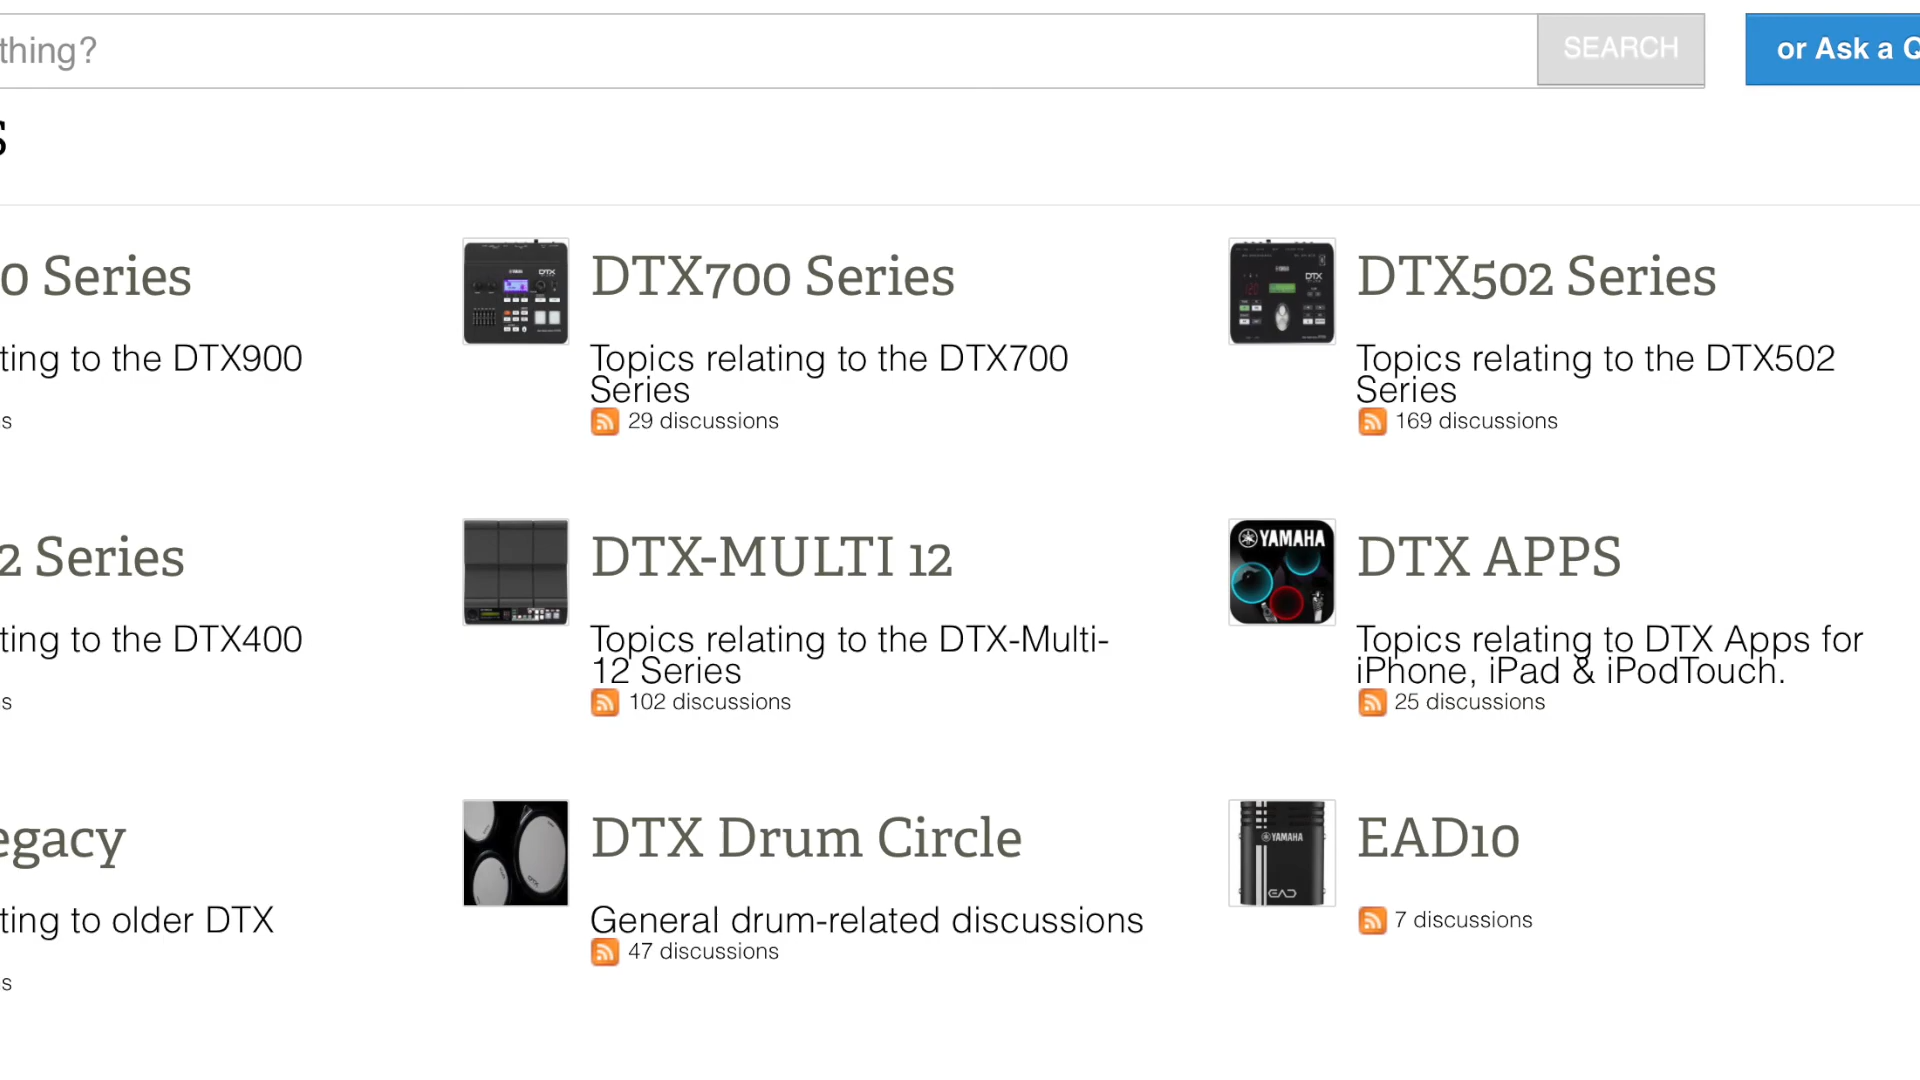 thing?
SEARCH
or Ask a Q
s
0 Series
DTX700 Series
DTX502 Series
ting to the DTX900
Topics relating to the DTX700
Series
Topics relating to the DTX502
Series
s
29 discussions
169 discussions
2 Series
DTX-MULTI 12
YAMAHA
DTX APPS
ting to the DTX400
Topics relating to the DTX-Multi-
12 Series
Topics relating to DTX Apps for
iPhone, iPad & iPodTouch.
s
102 discussions
25 discussions
egacy
DTX Drum Circle
YAMAHA
EAD
EAD10
ting to older DTX
General drum-related discussions
7 discussions
47 discussions
s